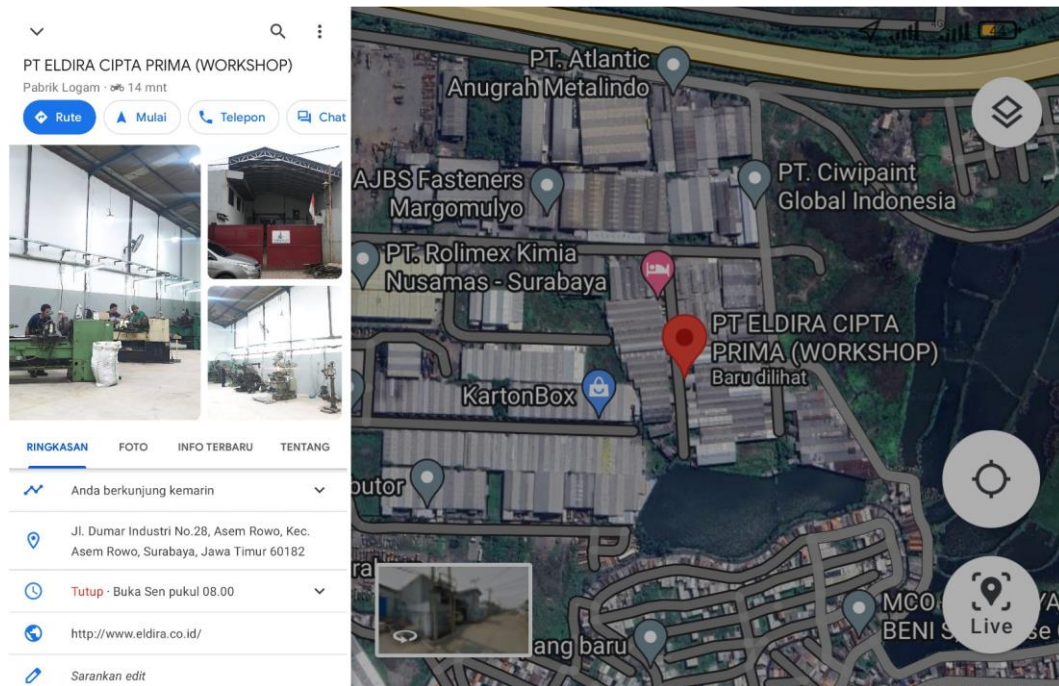 PT ELDIRA CIPTA PRIMA (WORKSHOP)
Pabrik Logam · 14 mnt
Rute
Mulai
Telepon
Chat
RINGKASAN
FOTO
INFO TERBARU
TENTANG
Anda berkunjung kemarin
Jl. Dumar Industri No.28, Asem Rowo, Kec.
Asem Rowo, Surabaya, Jawa Timur 60182
Tutup · Buka Sen pukul 08.00
http://www.eldira.co.id/
Sarankan edit
PT. Atlantic
Anugrah Metalindo
AJBS Fasteners
Margomulyo
PT. Ciwipaint
Global Indonesia
PT. Rolimex Kimia
Nusamas - Surabaya
PT ELDIRA CIPTA
PRIMA (WORKSHOP)
Baru dilihat
KartonBox
butor
ang baru
MCO
BENI S
Live